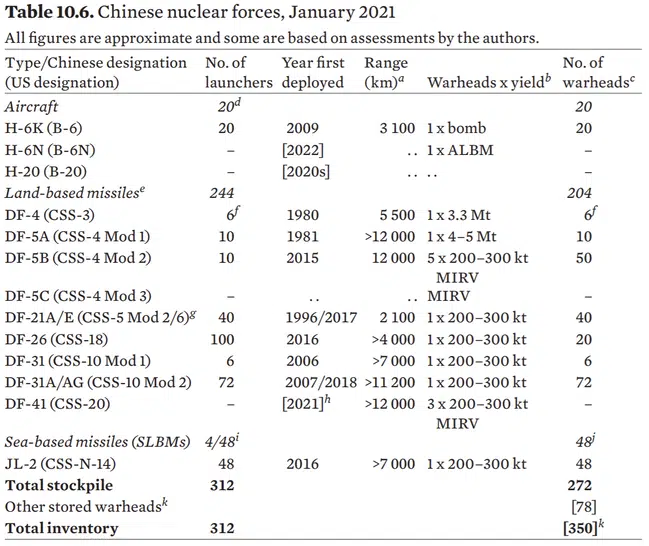 Table 10.6. Chinese nuclear forces, January 2021
All figures are approximate and some are based on assessments by the authors.
Type/Chinese designation No. of Year first Range No. of
(US designation) launchers deployed (km)a Warheads x yieldb warheadsc
Aircraft 20d 20
H-6K (B-6) 20 2009 3 100 1 x bomb 20
H-6N (B-6N) – [2022] . . 1 x ALBM –
H-20 (B-20) – [2020s] . . . . –
Land-based missilese 244 204
DF-4 (CSS-3) 6f 1980 5 500 1 x 3.3 Mt 6f
DF-5A (CSS-4 Mod 1) 10 1981 >12 000 1 x 4–5 Mt 10
DF-5B (CSS-4 Mod 2) 10 2015 12 000 5 x 200–300 kt 50
MIRV
DF-5C (CSS-4 Mod 3) – . . . . MIRV –
DF-21A/E (CSS-5 Mod 2/6)g 40 1996/2017 2 100 1 x 200–300 kt 40
DF-26 (CSS-18) 100 2016 >4 000 1 x 200–300 kt 20
DF-31 (CSS-10 Mod 1) 6 2006 >7 000 1 x 200–300 kt 6
DF-31A/AG (CSS-10 Mod 2) 72 2007/2018 >11 200 1 x 200–300 kt 72
DF-41 (CSS-20) – [2021]h >12 000 3 x 200–300 kt –
MIRV
Sea-based missiles (SLBMs) 4/48i 48j
JL-2 (CSS-N-14) 48 2016 >7 000 1 x 200–300 kt 48
Total stockpile 312 272
Other stored warheadsk [78]
Total inventory 312 [350]k